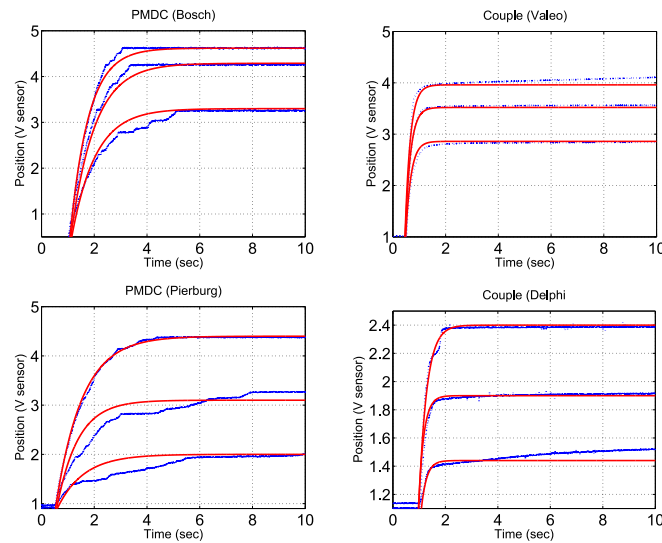 PMDC (Bosch)
5
4
3
2
1
0 2 4 6 8 10
Position (V sensor)
Time (sec)
Couple (Valeo)
5
4
3
2
1
0 2 4 6 8 10
Position (V sensor)
Time (sec)
PMDC (Pierburg)
5
4
3
2
1
0 2 4 6 8 10
Position (V sensor)
Time (sec)
Couple (Delphi
2.4
2.2
2
1.8
1.6
1.4
1.2
0 2 4 6 8 10
Position (V sensor)
Time (sec)